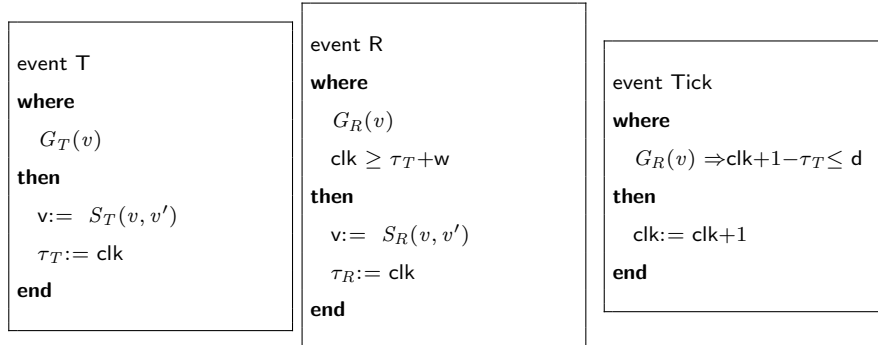 event T
where
G_T(v)
then
v:= S_T(v, v′)
τ_T:= clk
end
event R
where
G_R(v)
clk ≥ τ_T+w
then
v:= S_R(v, v′)
τ_R:= clk
end
event Tick
where
G_R(v) ⇒clk+1−τ_T≤ d
then
clk:= clk+1
end